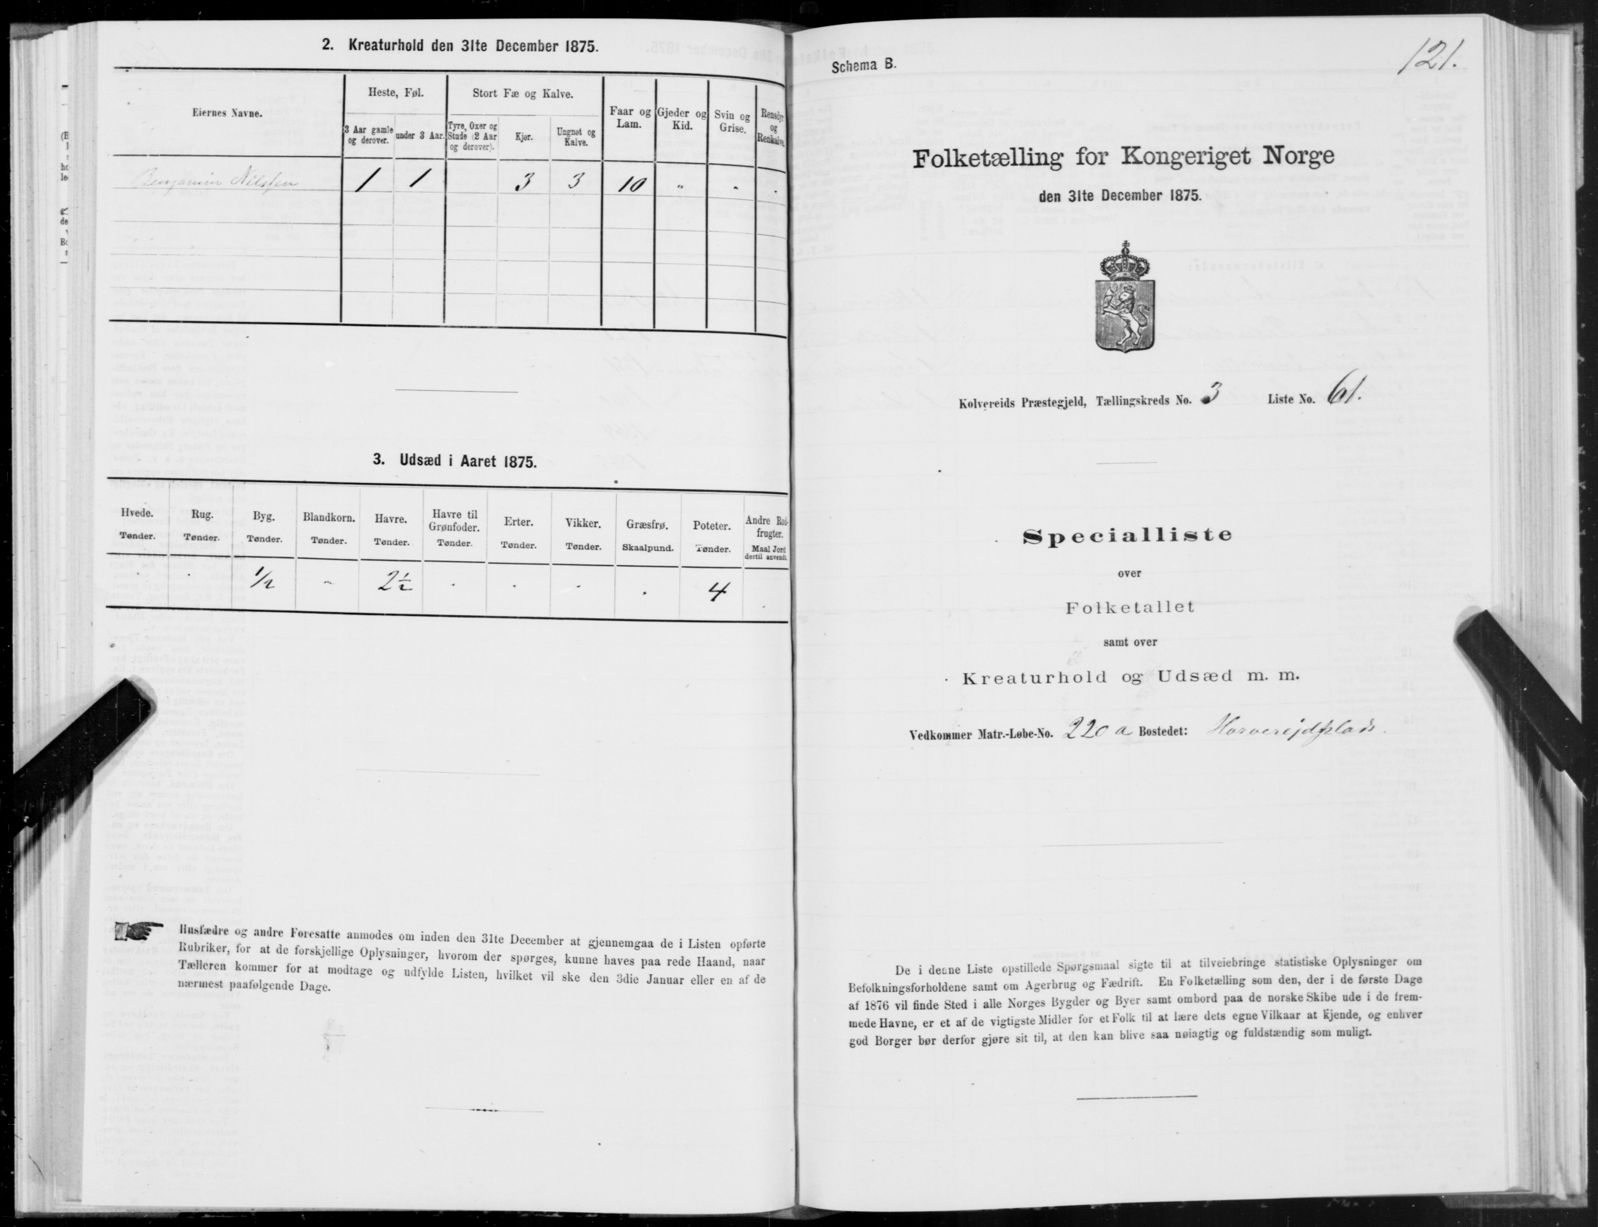 2. Kreaturhold den 31te December 1875.
Eiernes Navne.
Heste, Føl.
Stort Fæ og Kalve.
Faar og Lam.
Gjeder og Kid.
Svin og Grise.
Rensdyr og Renkalve.
3 Aar gamle og derover.
under 3 Aar.
Tyre, Oxer og Stude (2 Aar og derover).
Kjør.
Ungnøt og Kalve.
Benjamin Nilssen 1 1 3 3 10 " " .
3. Udsæd i Aaret 1875.
Hvede. Tønder.
Rug. Tønder.
Byg. Tønder.
Blandkorn. Tønder.
Havre. Tønder.
Havre til Grønfoder. Tønder.
Erter. Tønder.
Vikker. Tønder.
Græsfrø. Skaalpund.
Poteter. Tønder.
Andre Rodfrugter. Maal Jord dertil anvendt.
. . 1/2 " 2 1/2 . . . . 4 .
Husfædre og andre Foresatte anmodes om inden den 31te December at gjennemgaa de i Listen opførte
Rubriker, for at de forskjellige Oplysninger, hvorom der spørges, kunne haves paa rede Haand, naar
Tælleren kommer for at modtage og udfylde Listen, hvilket vil ske den 3die Januar eller en af de
nærmest paafølgende Dage.
121.
Schema B.
Folketælling for Kongeriget Norge
den 31te December 1875.
Kolvereids Præstegjeld, Tællingskreds No. 3 Liste No. 61.
Specialliste
over
Folketallet
samt over
Kreaturhold og Udsæd m. m.
Vedkommer Matr.-Løbe-No. 220 a Bostedet: Horvereidplads.
De i denne Liste opstillede Spørgsmaal sigte til at tilveiebringe statistiske Oplysninger om
Befolkningsforholdene samt om Agerbrug og Fædrift. En Folketælling som den, der i de første Dage
af 1876 vil finde Sted i alle Norges Bygder og Byer samt ombord paa de norske Skibe ude i de frem-
mede Havne, er et af de vigtigste Midler for et Folk til at lære dets egne Vilkaar at kjende, og enhver
god Borger bør derfor gjøre sit til, at den kan blive saa nøiagtig og fuldstændig som muligt.